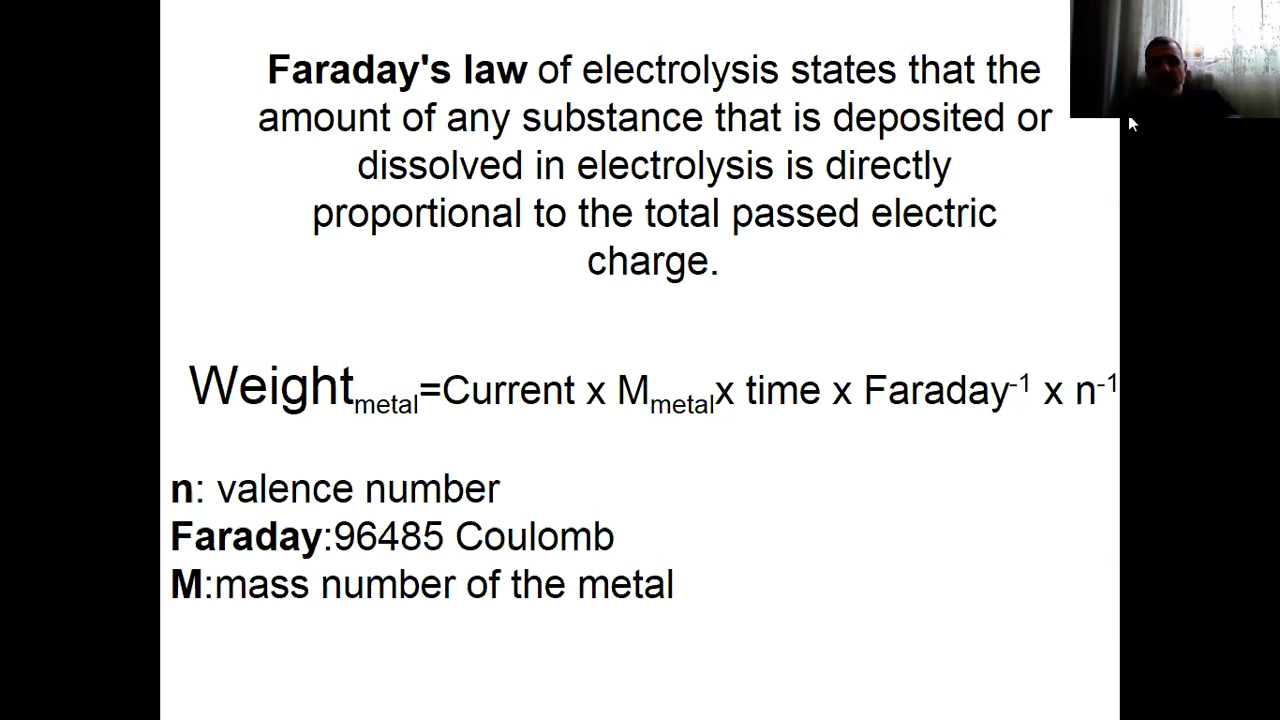 Faraday's law of electrolysis states that the
amount of any substance that is deposited or
dissolved in electrolysis is directly
proportional to the total passed electric
charge.
Weightmetal=Current x Mmetalx time x Faraday-1 x n-1
n: valence number
Faraday:96485 Coulomb
M:mass number of the metal